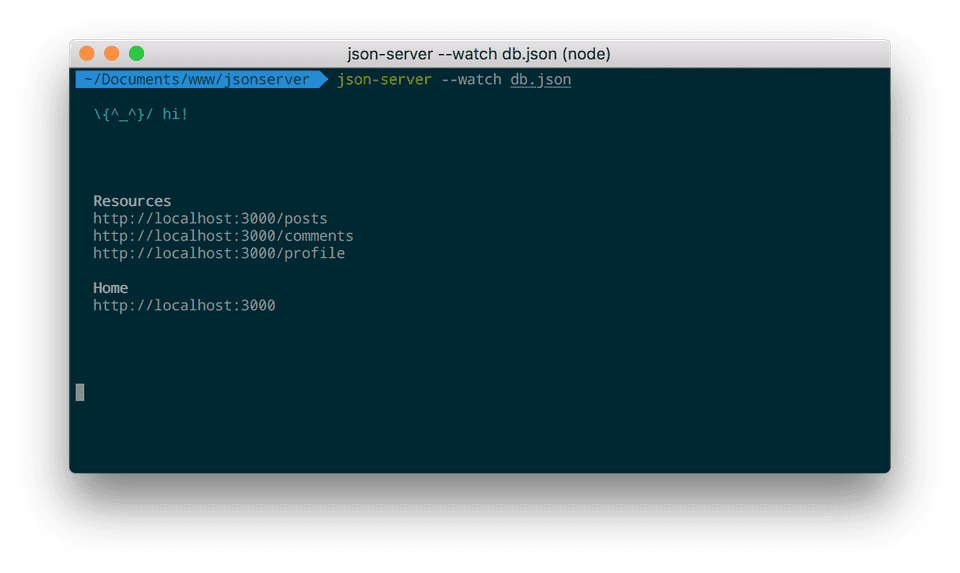 json-server --watch db.json (node)
~/Documents/www/jsonserver json-server --watch db.json
\{^_^}/ hi!
Resources
http://localhost:3000/posts
http://localhost:3000/comments
http://localhost:3000/profile
Home
http://localhost:3000